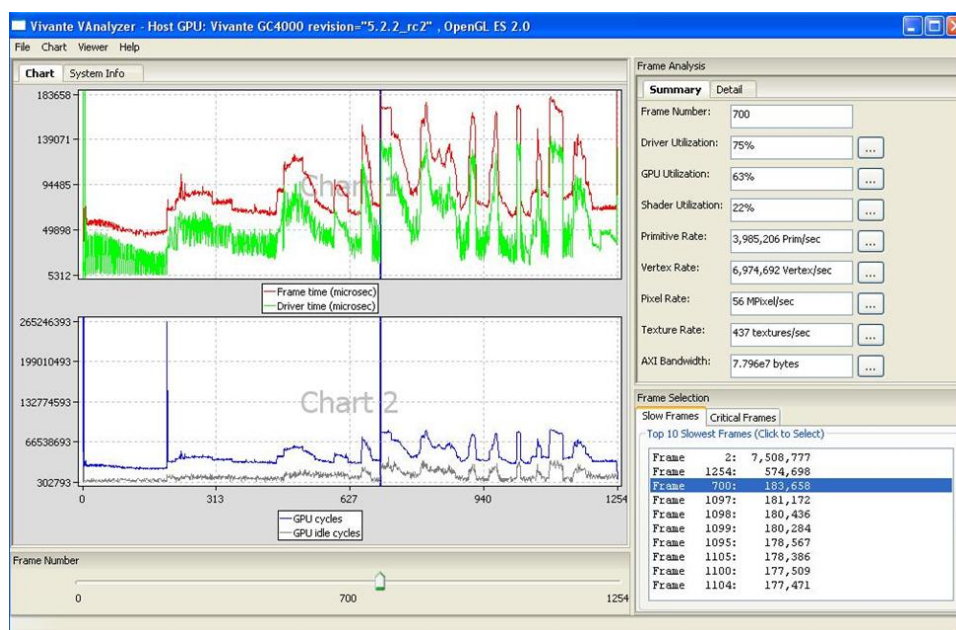 Vivante VAnalyzer - Host GPU: Vivante GC4000 revision="5.2.2_rc2" , OpenGL ES 2.0
File Chart Viewer Help
Chart System Info
183658
139071
94485
49898
5312
Chart 1
Frame time (microsec)
Driver time (microsec)
265246393
199010493
132774593
66538693
302793
Chart 2
0 313 627 940 1254
GPU cycles
GPU idle cycles
Frame Number
0 700 1254
Frame Analysis
Summary Detail
Frame Number: 700
Driver Utilization: 75% ...
GPU Utilization: 63% ...
Shader Utilization: 22% ...
Primitive Rate: 3,985,206 Prim/sec ...
Vertex Rate: 6,974,692 Vertex/sec ...
Pixel Rate: 56 MPixel/sec ...
Texture Rate: 437 textures/sec ...
AXI Bandwidth: 7.796e7 bytes ...
Frame Selection
Slow Frames Critical Frames
Top 10 Slowest Frames (Click to Select)
Frame 2: 7,508,777
Frame 1254: 574,698
Frame 700: 183,658
Frame 1097: 181,172
Frame 1098: 180,436
Frame 1099: 180,284
Frame 1095: 178,567
Frame 1105: 178,386
Frame 1100: 177,509
Frame 1104: 177,471